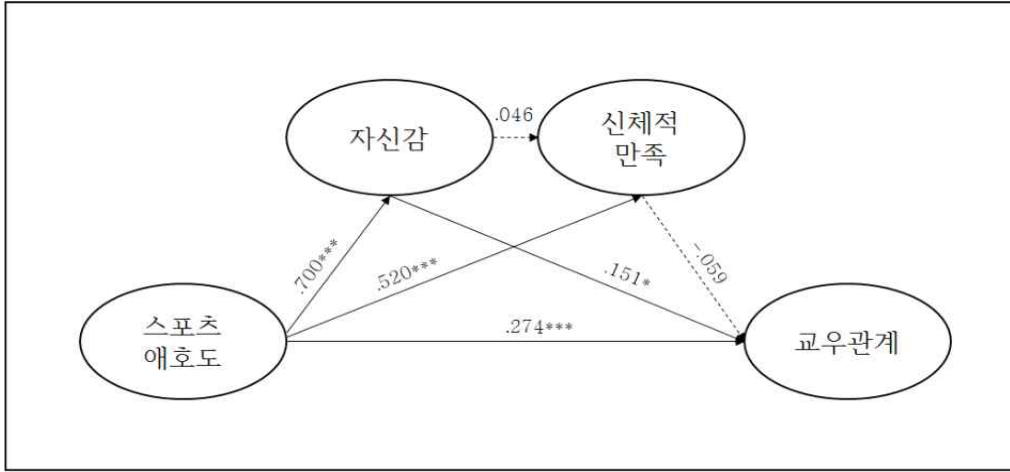 자신감
.046
신체적
만족
.700***
.520***
.151*
-.059
스포츠
애호도
.274***
교우관계